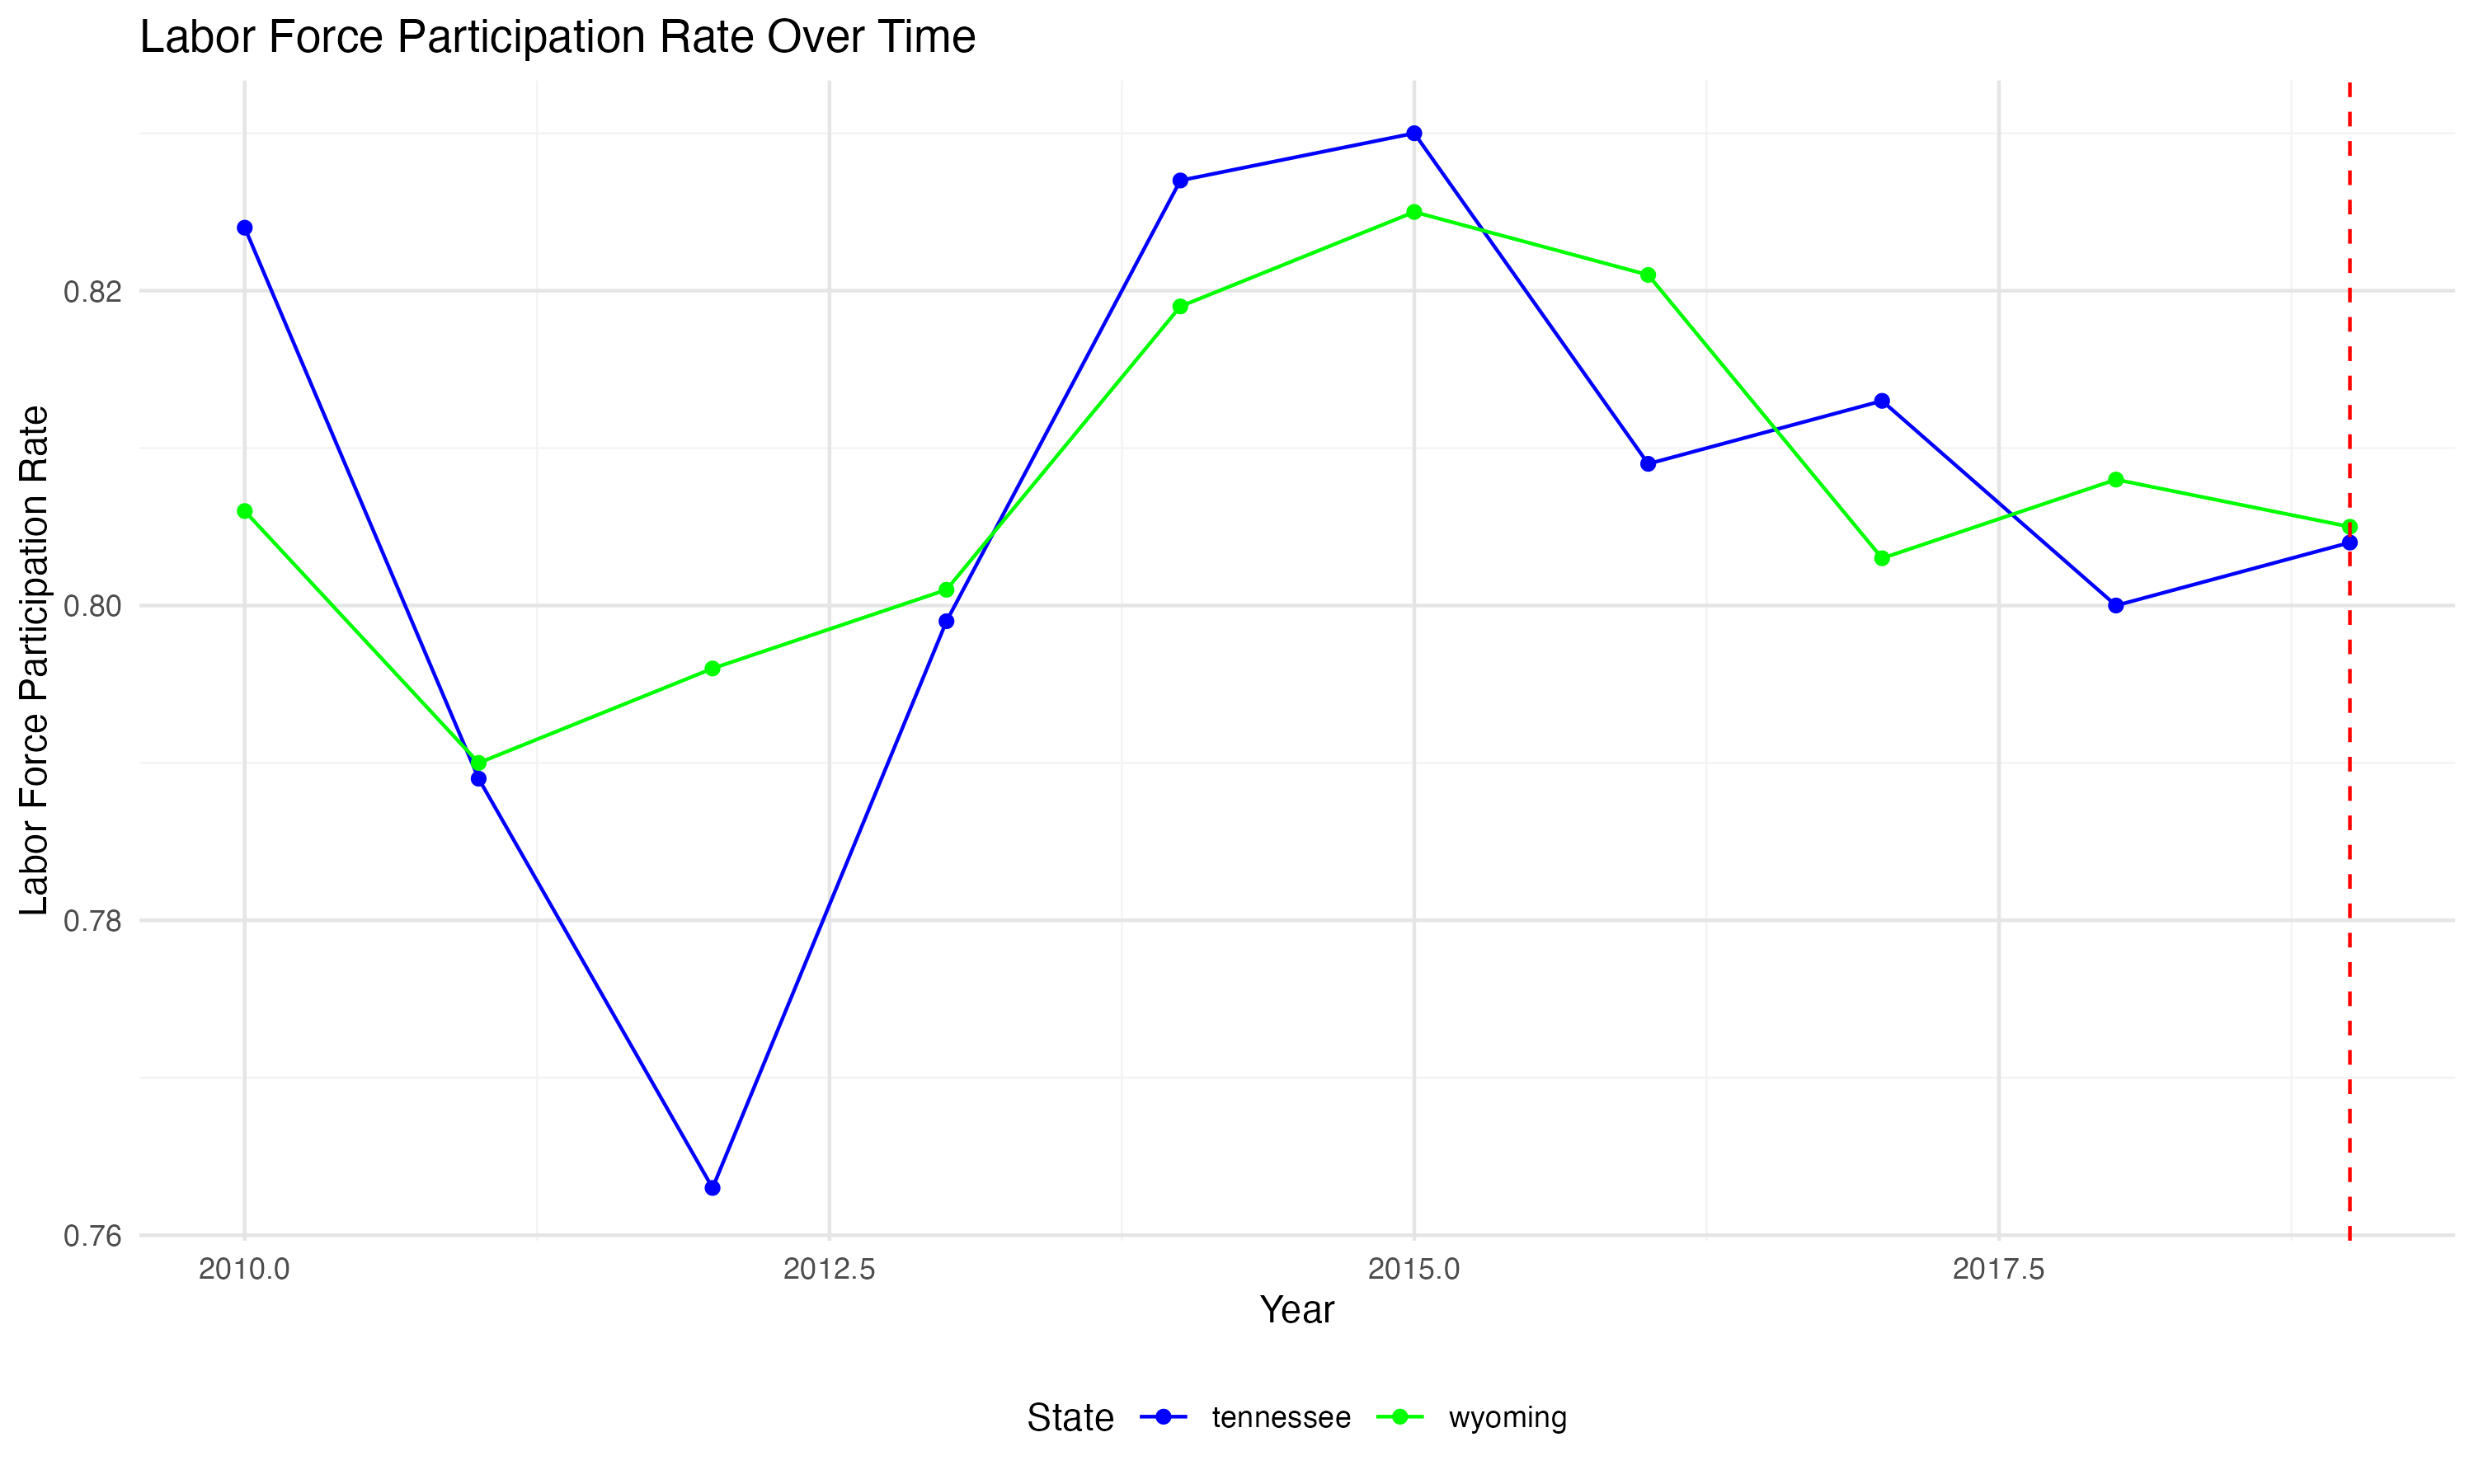 Labor Force Participation Rate Over Time
Labor Force Participation Rate
0.82
0.80
0.78
0.76
2010.0 2012.5 2015.0 2017.5
Year
State tennessee wyoming